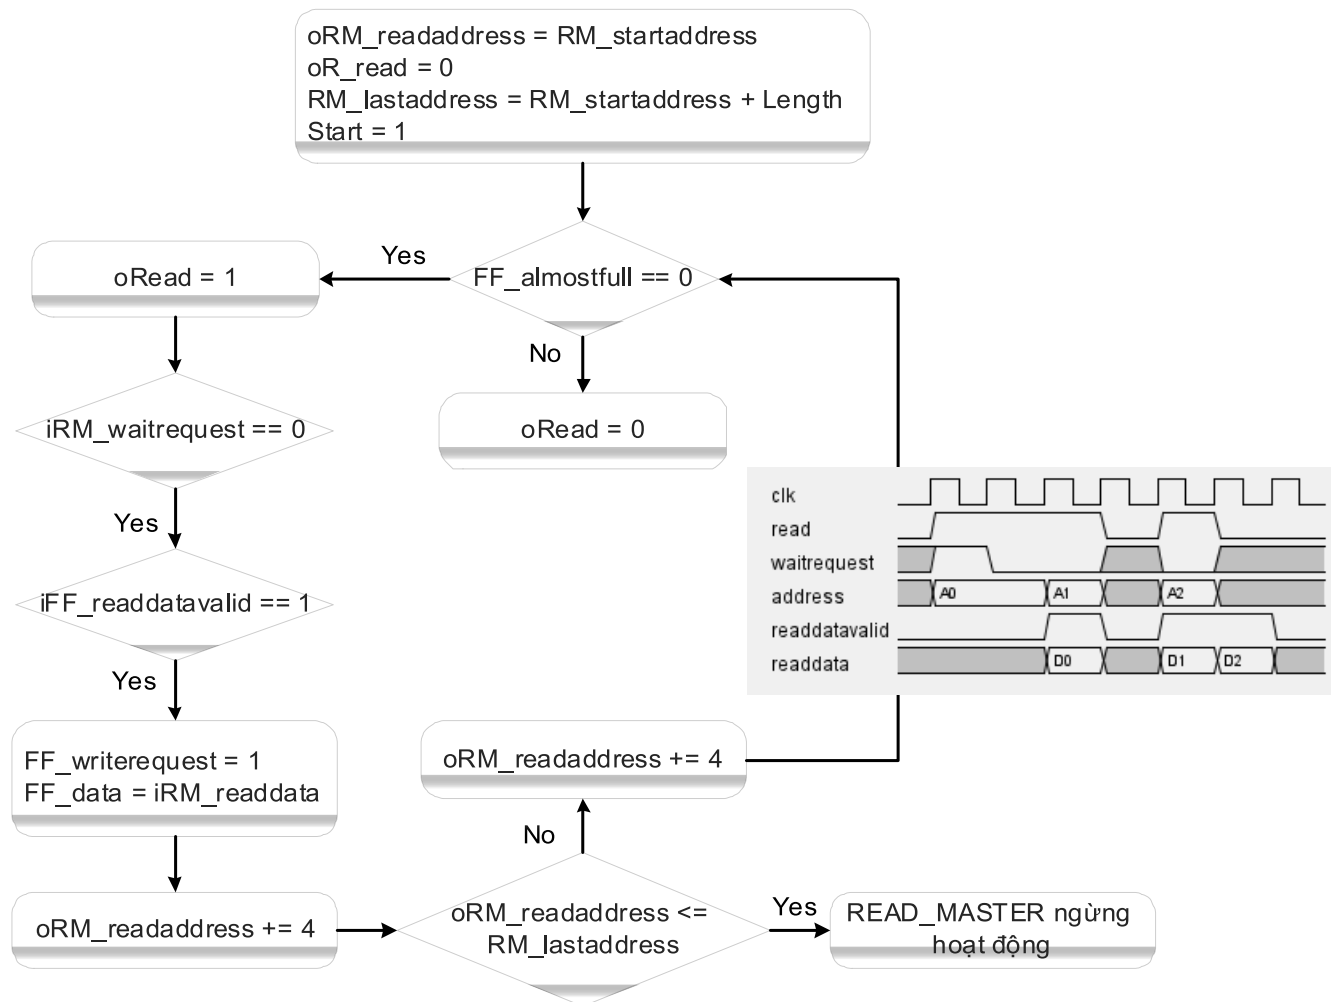 oRM_readaddress = RM_startaddress
oR_read = 0
RM_lastaddress = RM_startaddress + Length
Start = 1
Yes
FF_almostfull == 0
oRead = 1
No
oRead = 0
iRM_waitrequest == 0
Yes
iFF_readdatavalid == 1
Yes
FF_writerequest = 1
FF_data = iRM_readdata
oRM_readaddress += 4
oRM_readaddress <=
RM_lastaddress
No
oRM_readaddress += 4
Yes
READ_MASTER ngừng
hoạt động
clk
read
waitrequest
address
A0
A1
A2
readdatavalid
readdata
D0
D1
D2